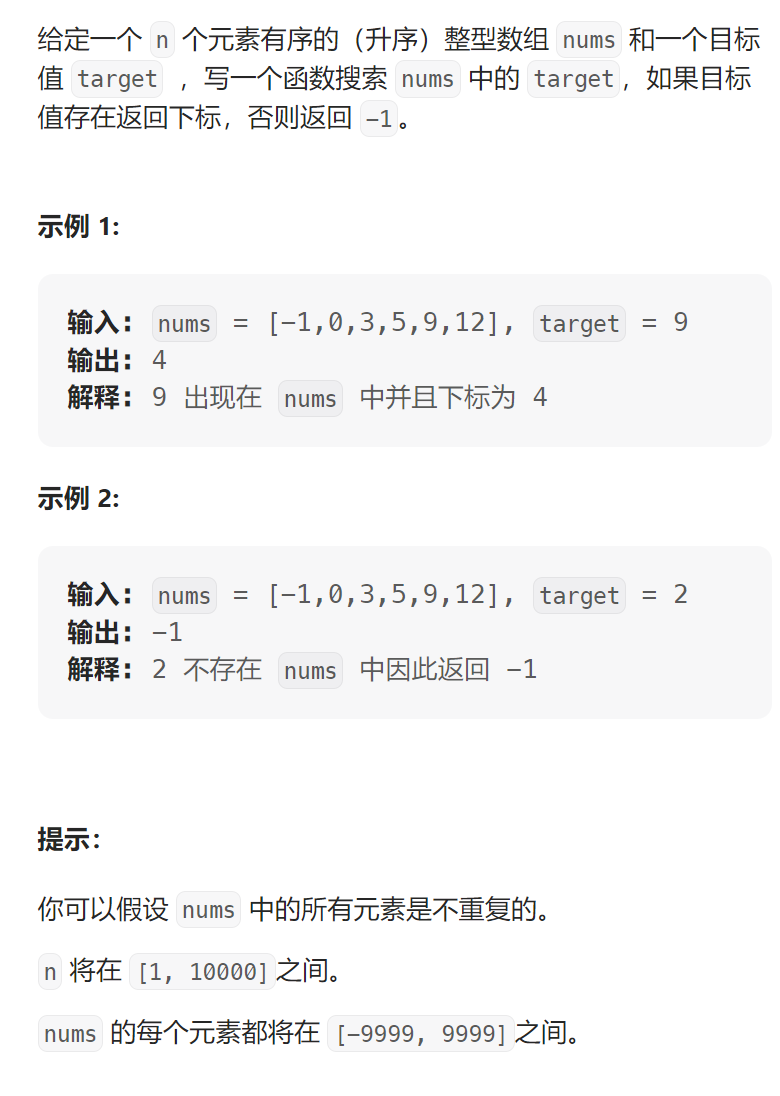 给定一个 n 个元素有序的（升序）整型数组 nums 和一个目标
值 target ，写一个函数搜索 nums 中的 target，如果目标
值存在返回下标，否则返回 -1。
示例 1:
输入: nums = [-1,0,3,5,9,12], target = 9
输出: 4
解释: 9 出现在 nums 中并且下标为 4
示例 2:
输入: nums = [-1,0,3,5,9,12], target = 2
输出: -1
解释: 2 不存在 nums 中因此返回 -1
提示：
你可以假设 nums 中的所有元素是不重复的。
n 将在 [1, 10000]之间。
nums 的每个元素都将在 [-9999, 9999]之间。